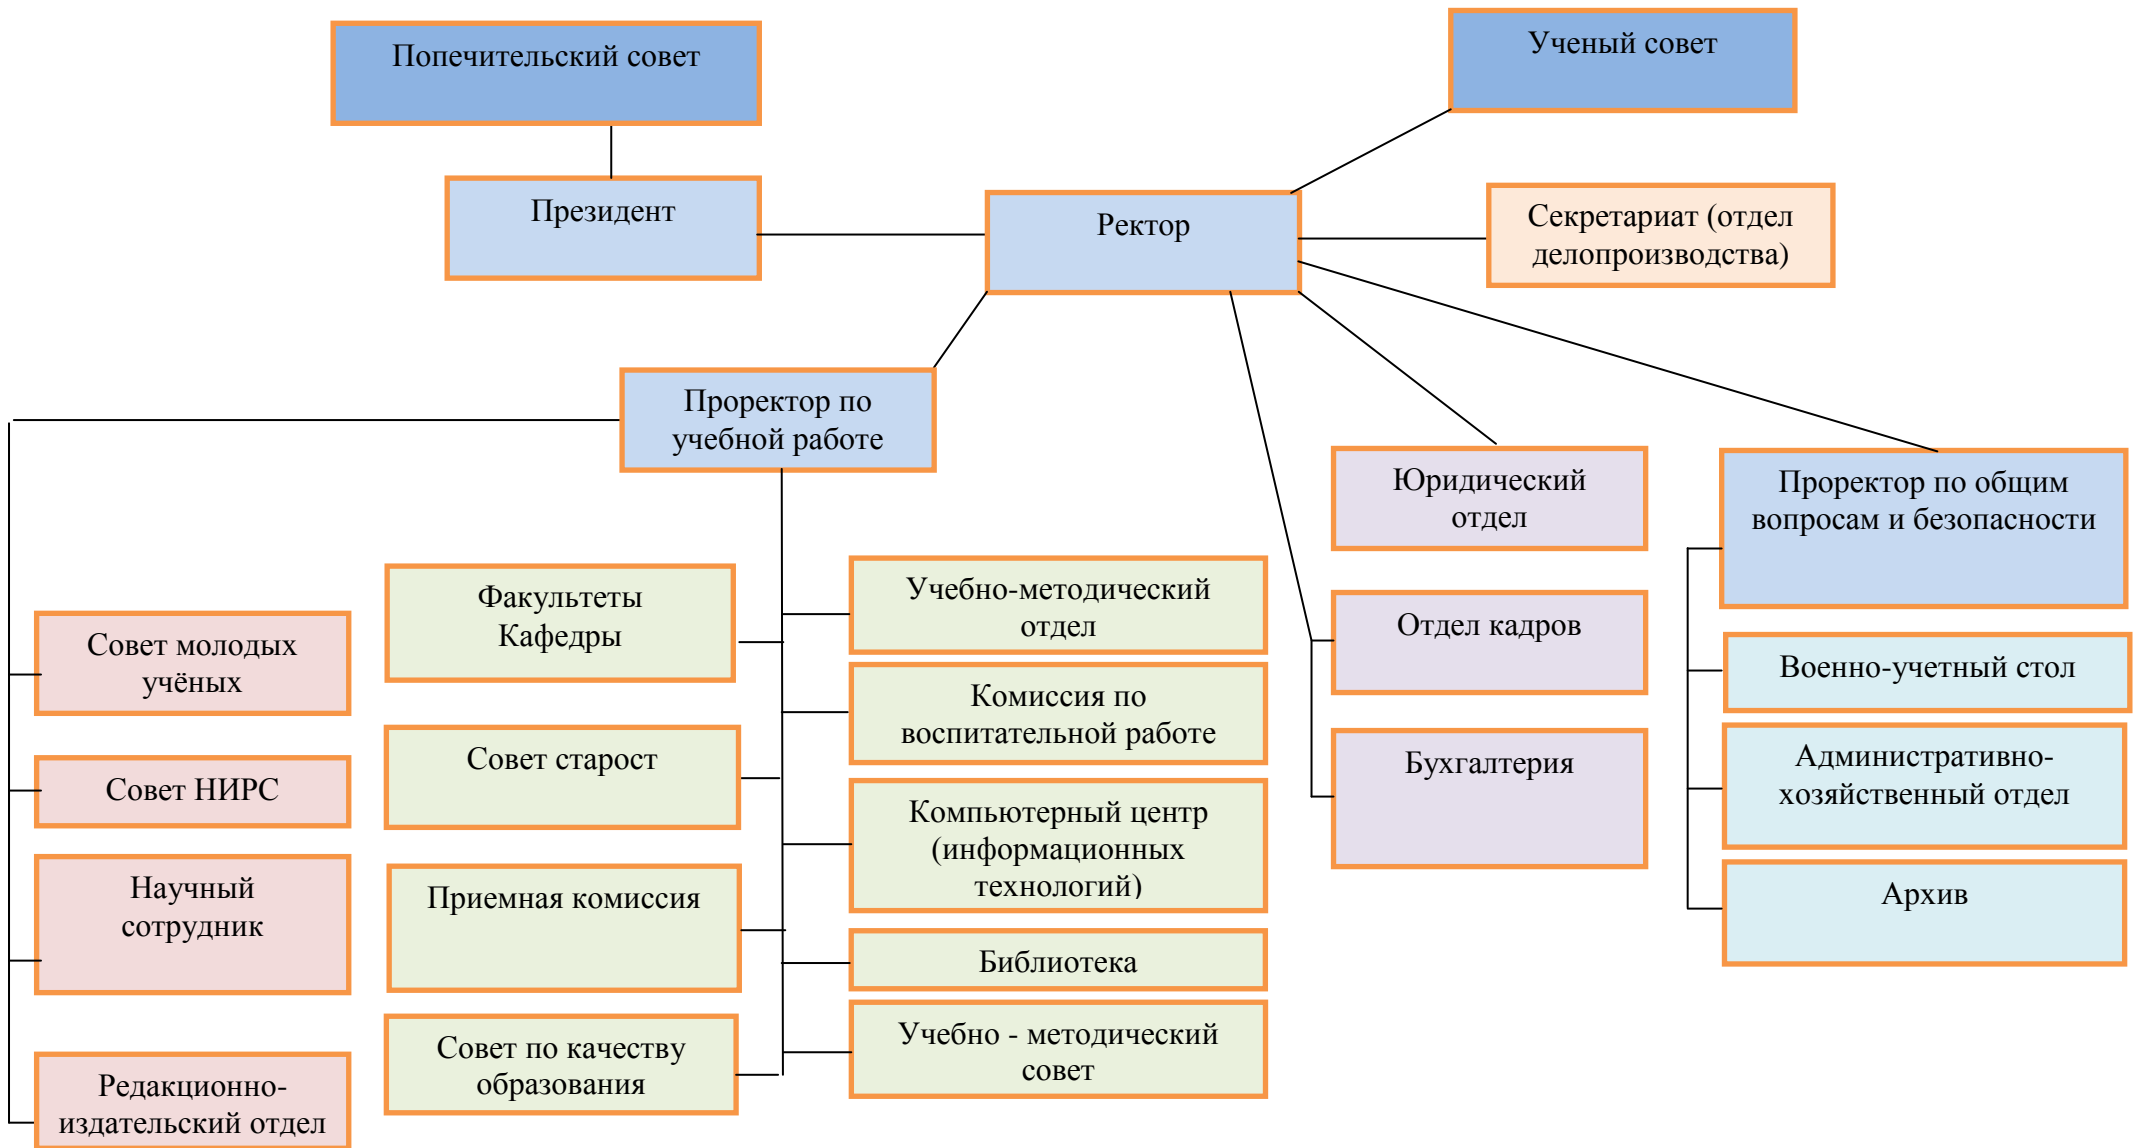 Попечительский совет
Ученый совет
Президент
Ректор
Секретариат (отдел
делопроизводства)
Проректор по
учебной работе
Юридический
отдел
Проректор по общим
вопросам и безопасности
Факультеты
Кафедры
Учебно-методический
отдел
Отдел кадров
Военно-учетный стол
Совет молодых
учёных
Комиссия по
воспитательной работе
Совет старост
Бухгалтерия
Административно-
хозяйственный отдел
Совет НИРС
Компьютерный центр
(информационных
технологий)
Научный
сотрудник
Приемная комиссия
Архив
Библиотека
Совет по качеству
образования
Учебно - методический
совет
Редакционно-
издательский отдел